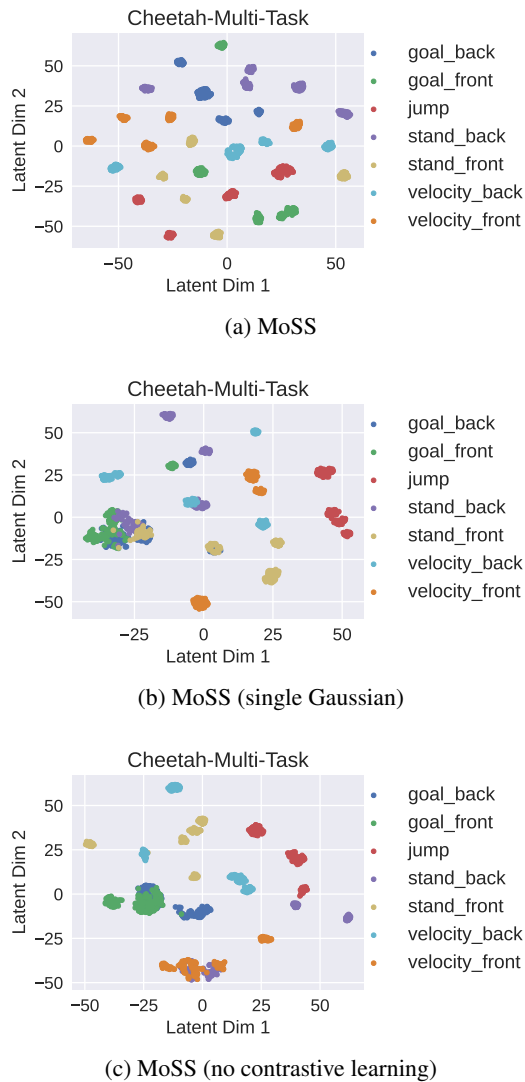 Cheetah-Multi-Task
50
25
0
−25
−50
Latent Dim 2
−50
0
50
Latent Dim 1
goal_back
goal_front
jump
stand_back
stand_front
velocity_back
velocity_front
(a) MoSS
Cheetah-Multi-Task
50
25
0
−25
−50
Latent Dim 2
−25
0
25
50
Latent Dim 1
goal_back
goal_front
jump
stand_back
stand_front
velocity_back
velocity_front
(b) MoSS (single Gaussian)
Cheetah-Multi-Task
50
25
0
−25
−50
Latent Dim 2
−50
−25
0
25
50
Latent Dim 1
goal_back
goal_front
jump
stand_back
stand_front
velocity_back
velocity_front
(c) MoSS (no contrastive learning)